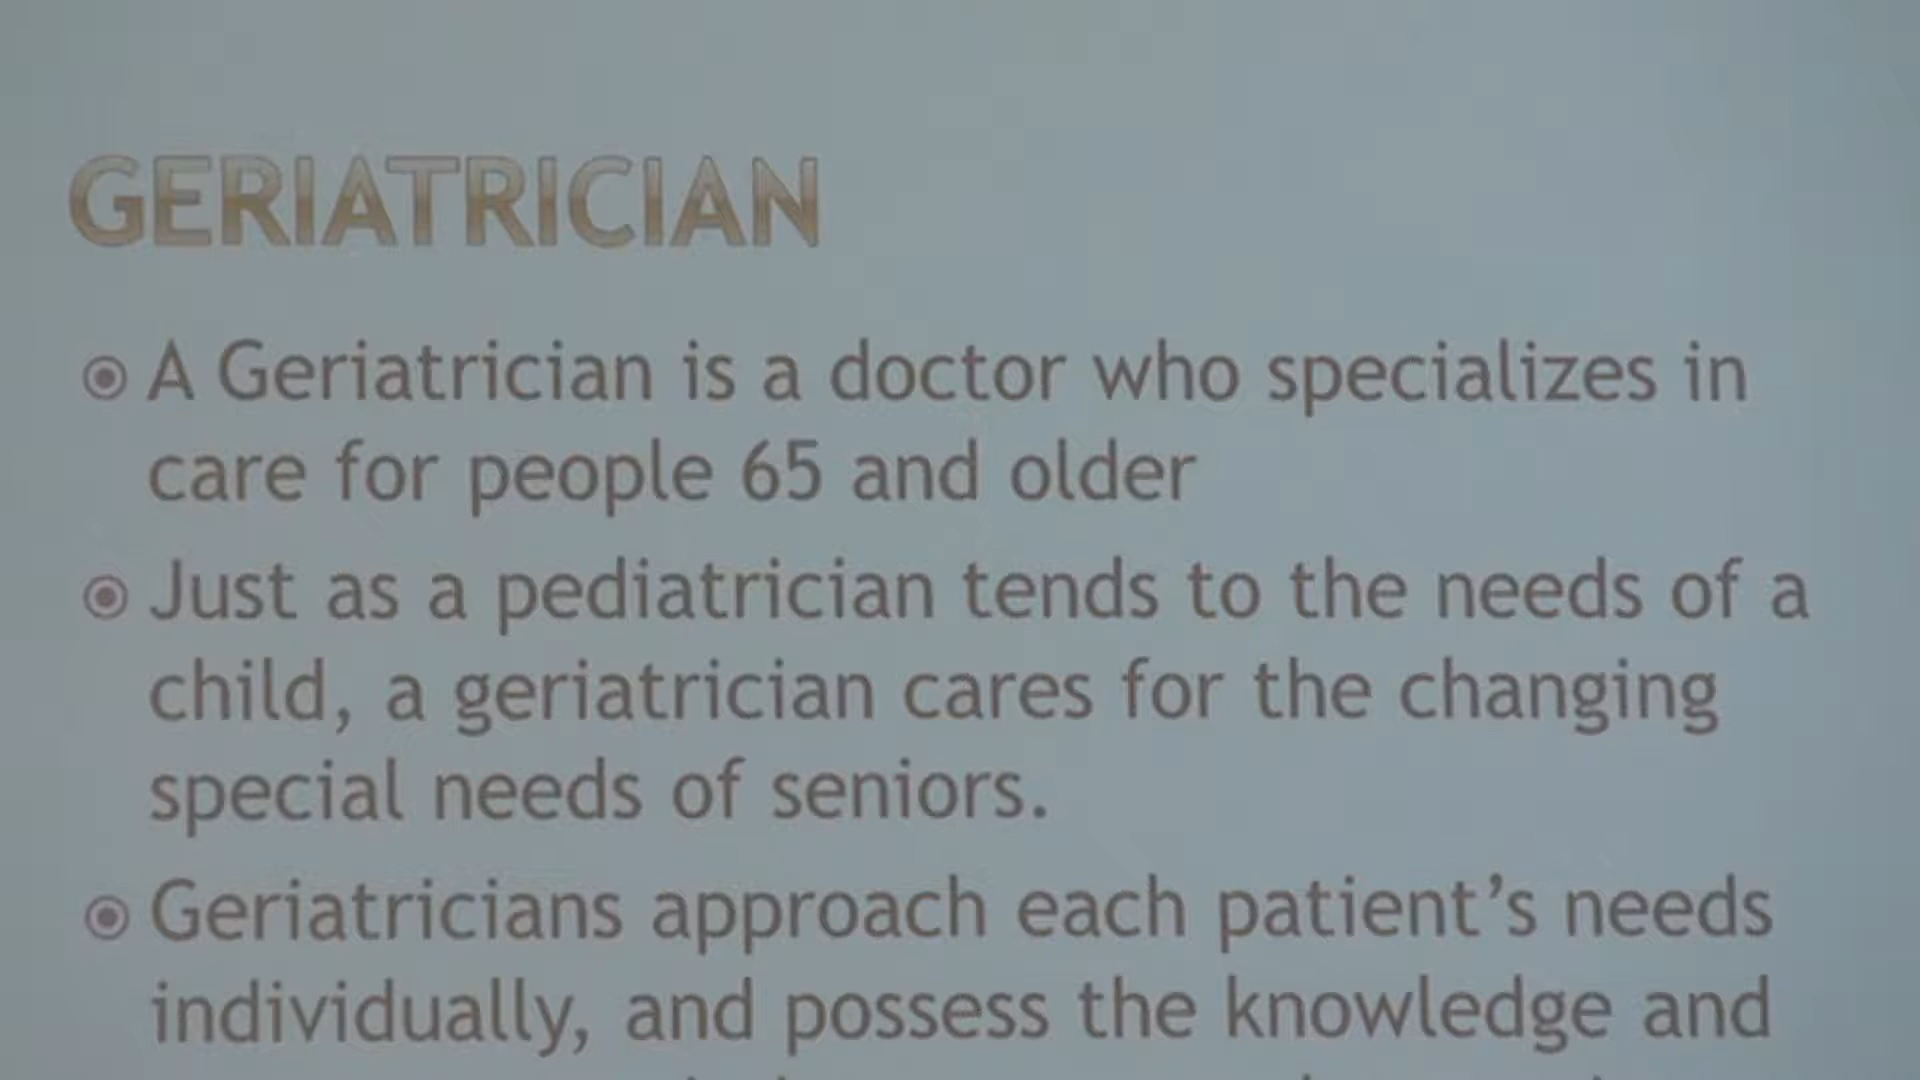 GERIATRICIAN
A Geriatrician is a doctor who specializes in
care for people 65 and older
Just as a pediatrician tends to the needs of a
child, a geriatrician cares for the changing
special needs of seniors.
Geriatricians approach each patient's needs
individually, and possess the knowledge and